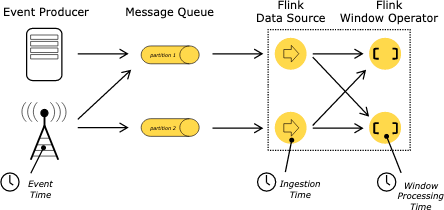 Event Producer
Message Queue
Flink
Data Source
Flink
Window Operator
partition 1
partition 2
Event
Time
Ingestion
Time
Window
Processing
Time